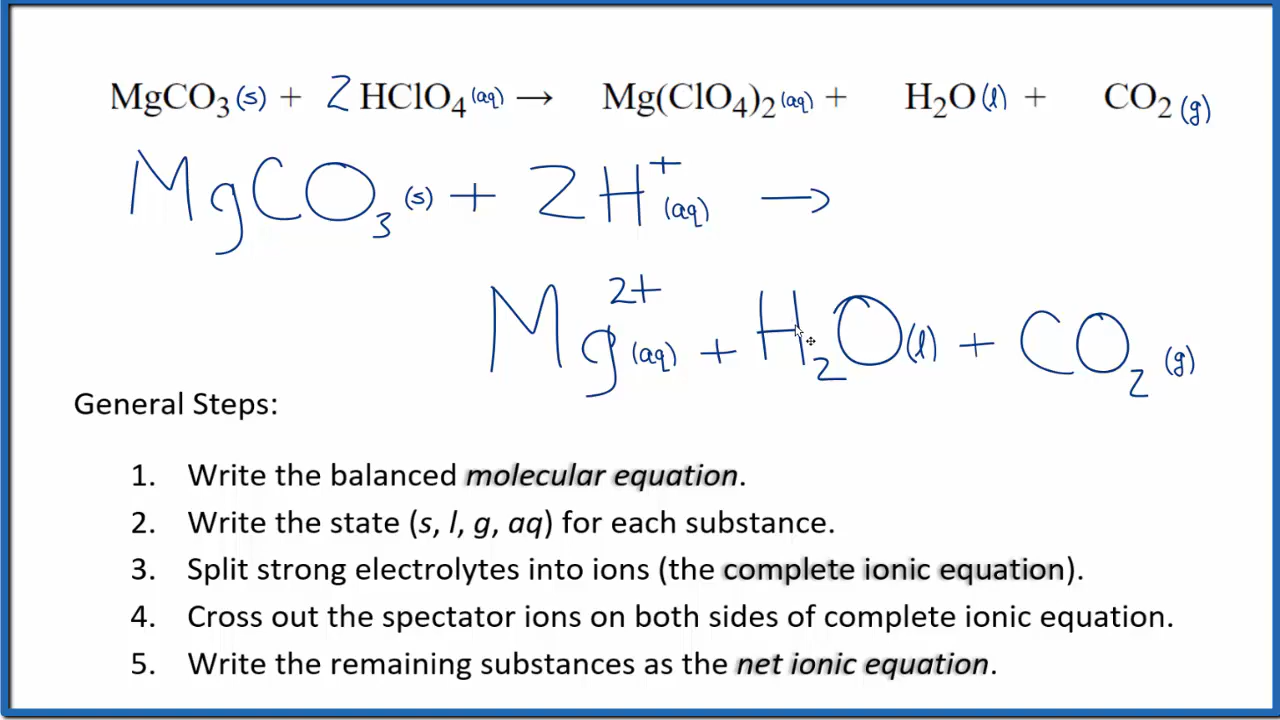 MgCO₃(s) + 2HClO₄(aq) → Mg(ClO₄)₂(aq) + H₂O(l) + CO₂(g)
MgCO₃(s) + 2H⁺(aq) →
Mg²⁺(aq) + H₂O(l) + CO₂(g)
General Steps:
1. Write the balanced molecular equation.
2. Write the state (s, l, g, aq) for each substance.
3. Split strong electrolytes into ions (the complete ionic equation).
4. Cross out the spectator ions on both sides of complete ionic equation.
5. Write the remaining substances as the net ionic equation.